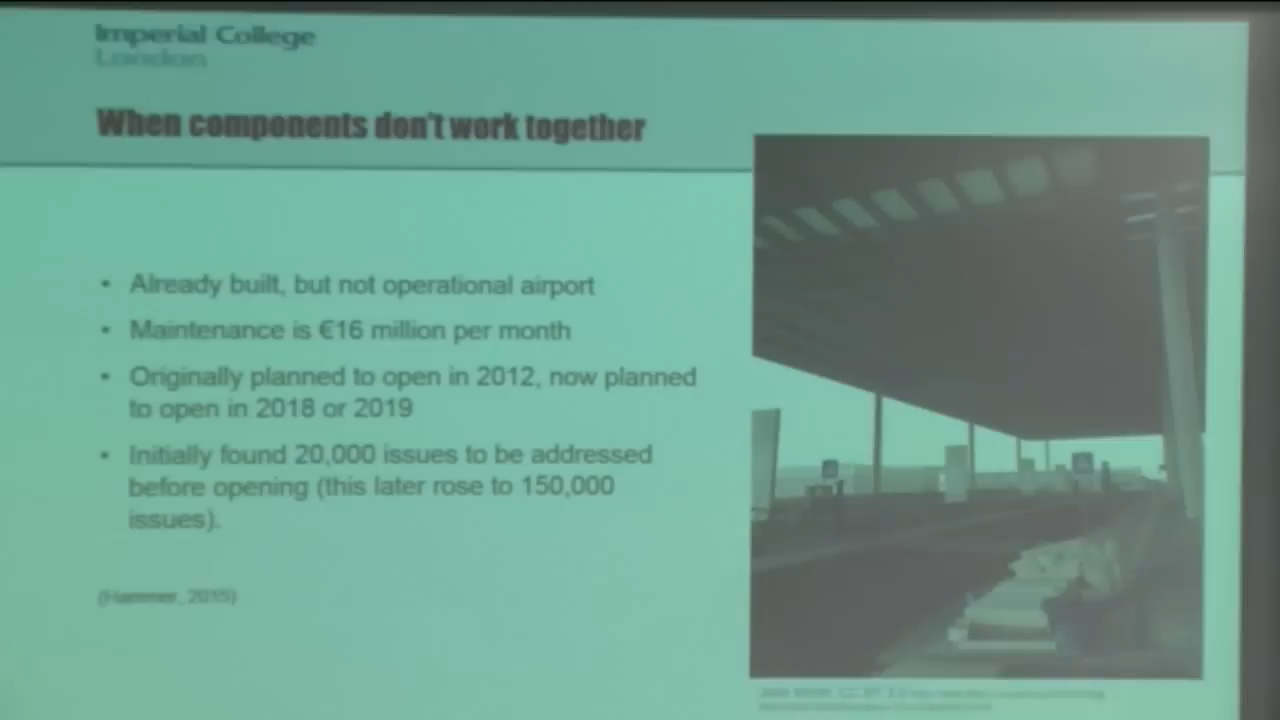 Imperial College
London
When components don't work together
• Already built, but not operational airport
• Maintenance is €16 million per month
• Originally planned to open in 2012, now planned
to open in 2018 or 2019
• Initially found 20,000 issues to be addressed
before opening (this later rose to 150,000
issues).
(Hammer, 2015)